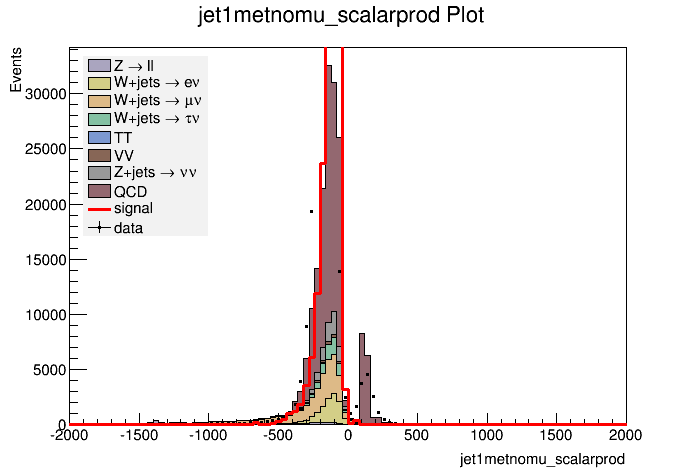 jet1metnomu_scalarprod Plot
Events
30000
25000
20000
15000
10000
5000
0
Z → ll
W+jets → eν
W+jets → μν
W+jets → τν
TT
VV
Z+jets → νν
QCD
signal
data
-2000 -1500 -1000 -500 0 500 1000 1500 2000
jet1metnomu_scalarprod